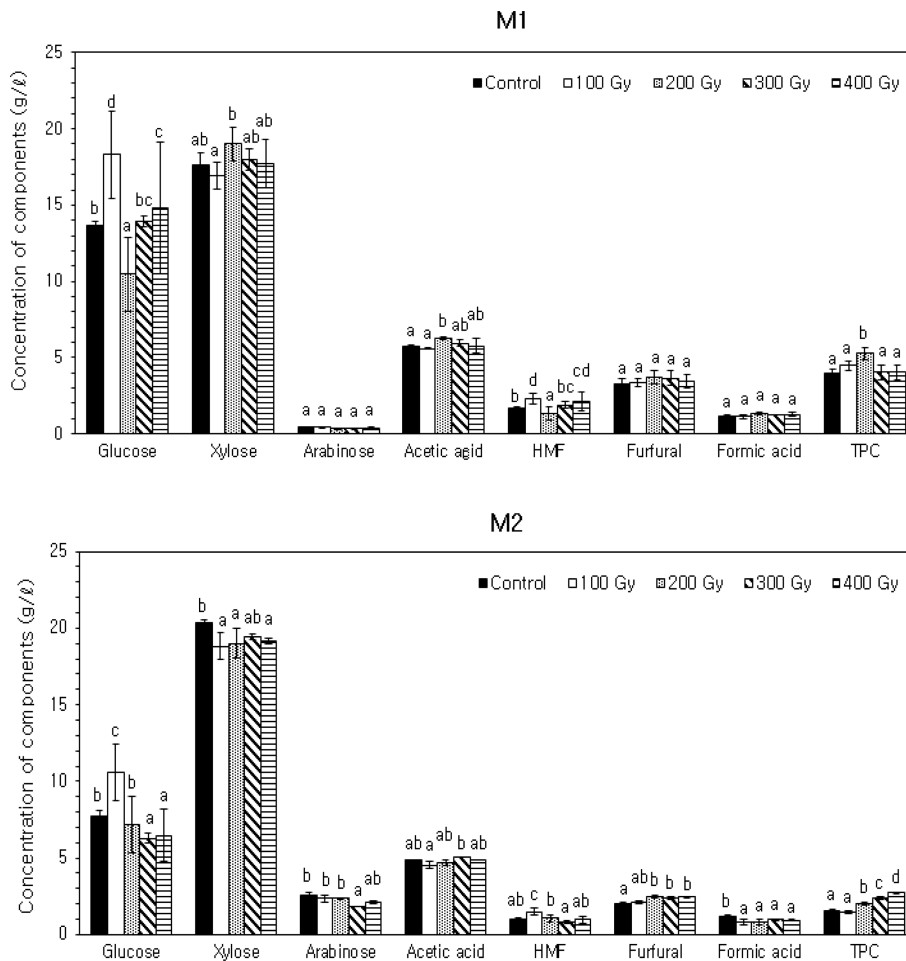 M1
Concentration of components (g/ℓ)
25
20
15
10
5
0
Control 100 Gy 200 Gy 300 Gy 400 Gy
b d a bc c
ab a b ab ab
a a a a a
a a b ab ab
b d a bc cd
a a a a a
a a a a a
a a b a a
Glucose Xylose Arabinose Acetic agid HMF Furfural Formic acid TPC
M2
Concentration of components (g/ℓ)
25
20
15
10
5
0
Control 100 Gy 200 Gy 300 Gy 400 Gy
b c b a a
b a a ab a
b b b a ab
ab a ab b ab
ab c b a ab
a ab b b b
b a a a a
a a b c d
Glucose Xylose Arabinose Acetic acid HMF Furfural Formic acid TPC